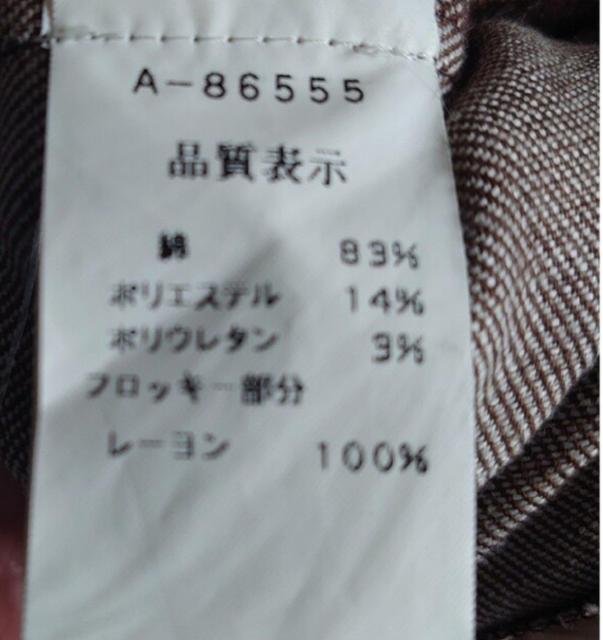 A-86555
品質表示
綿 83%
ポリエステル 14%
ポリウレタン 3%
フロッキー部分
レーヨン 100%